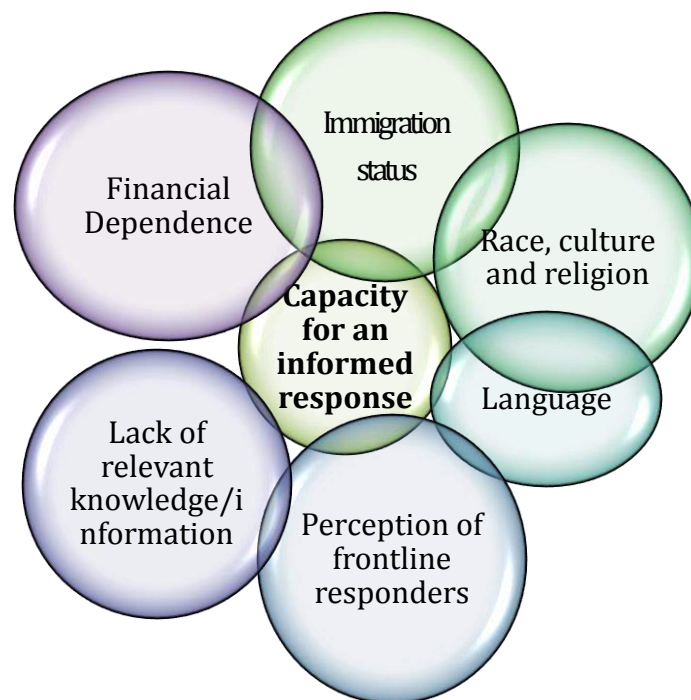 Immigration
status
Financial
Dependence
Race, culture
and religion
Capacity
for an
informed
response
Language
Lack of
relevant
knowledge/i
nformation
Perception of
frontline
responders